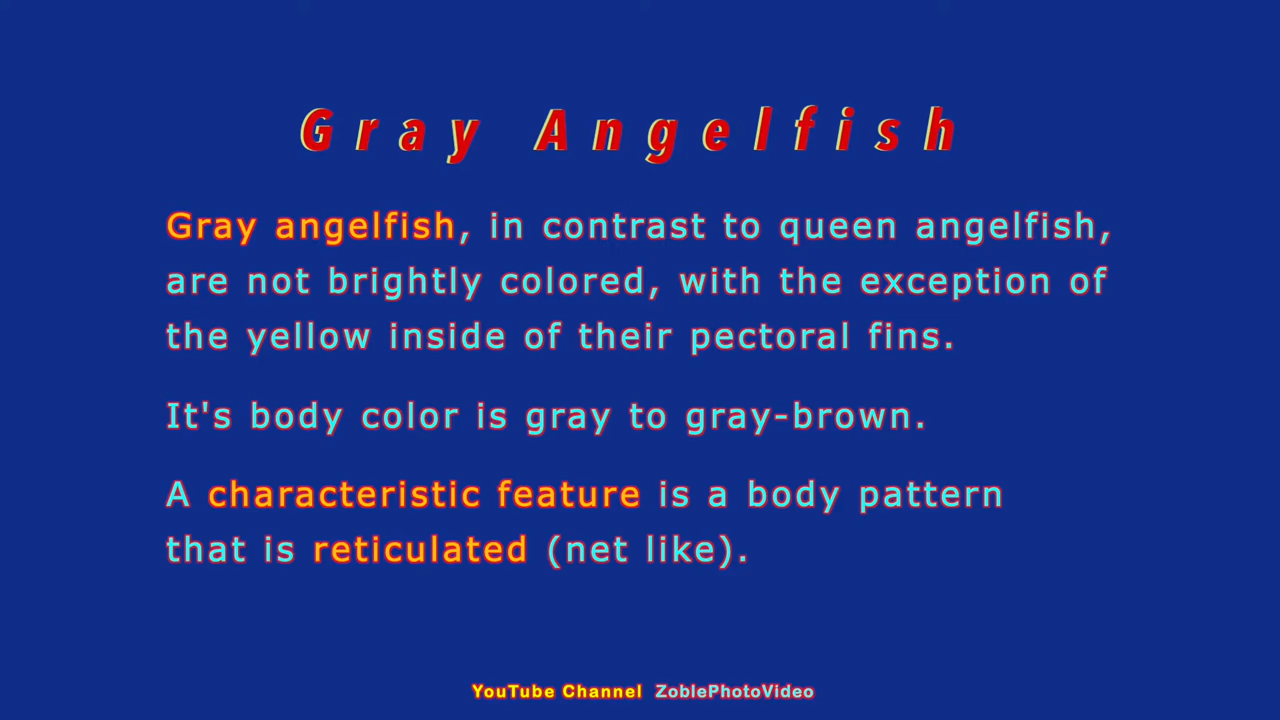 Gray Angelfish
Gray angelfish, in contrast to queen angelfish,
are not brightly colored, with the exception of
the yellow inside of their pectoral fins.
It's body color is gray to gray-brown.
A characteristic feature is a body pattern
that is reticulated (net like).
YouTube Channel ZoblePhotoVideo